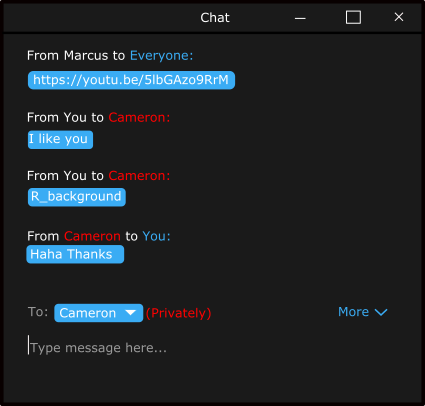 Chat
From Marcus to Everyone:
https://youtu.be/5lbGAzo9RrM
From You to Cameron:
I like you
From You to Cameron:
R_background
From Cameron to You:
Haha Thanks
To: Cameron (Privately) More
Type message here...